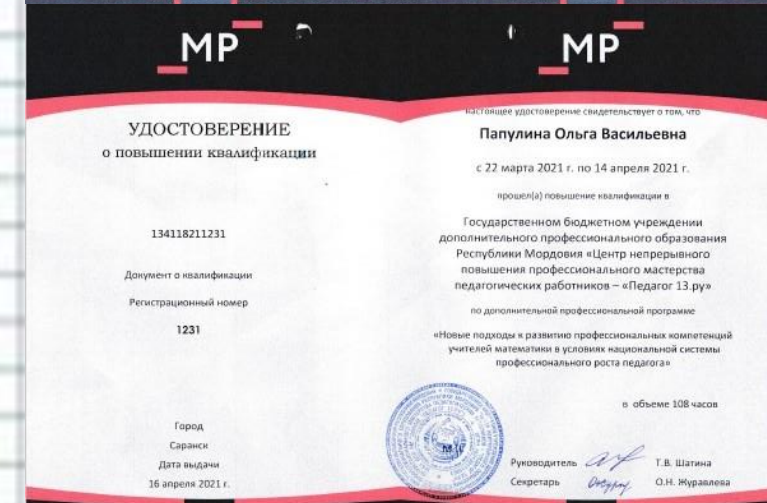 МР
УДОСТОВЕРЕНИЕ
о повышении квалификации
134118211231
Документ о квалификации
Регистрационный номер
1231
Город
Саранск
Дата выдачи
16 апреля 2021 г.
МР
настоящее удостоверение свидетельствует о том, что
Папулина Ольга Васильевна
с 22 марта 2021 г. по 14 апреля 2021 г.
прошел(а) повышение квалификации в
Государственном бюджетном учреждении
дополнительного профессионального образования
Республики Мордовия «Центр непрерывного
повышения профессионального мастерства
педагогических работников – «Педагог 13.ру»
по дополнительной профессиональной программе
«Новые подходы к развитию профессиональных компетенций
учителей математики в условиях национальной системы
профессионального роста педагога»
в объеме 108 часов
Руководитель Т.В. Шатина
Секретарь О.Н. Журавлева